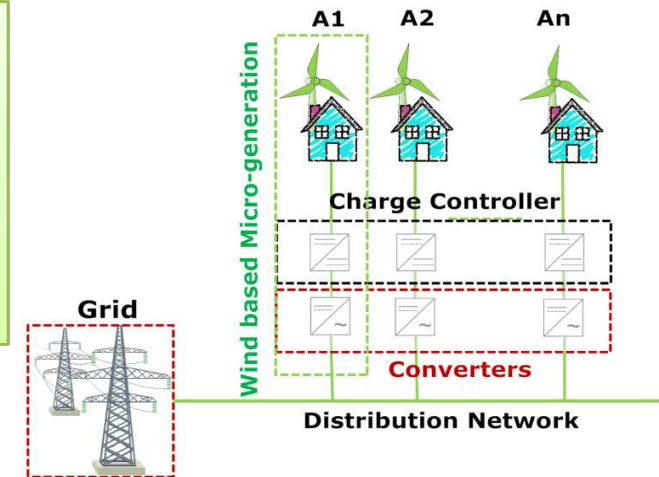 A1 A2 An
Wind based Micro-generation
Charge Controller
Grid
~ ~ ~
Converters
Distribution Network